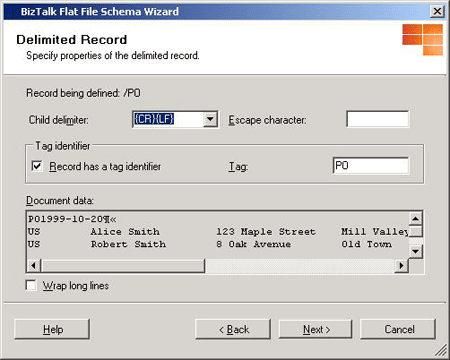 BizTalk Flat File Schema Wizard
Delimited Record
Specify properties of the delimited record.
Record being defined: /PO
Child delimiter: {CR}{LF} Escape character:
Tag identifier
Record has a tag identifier Tag: PO
Document data:
PO1999-10-20¶«
US Alice Smith 123 Maple Street Mill Valley
US Robert Smith 8 Oak Avenue Old Town
Wrap long lines
Help < Back Next > Cancel